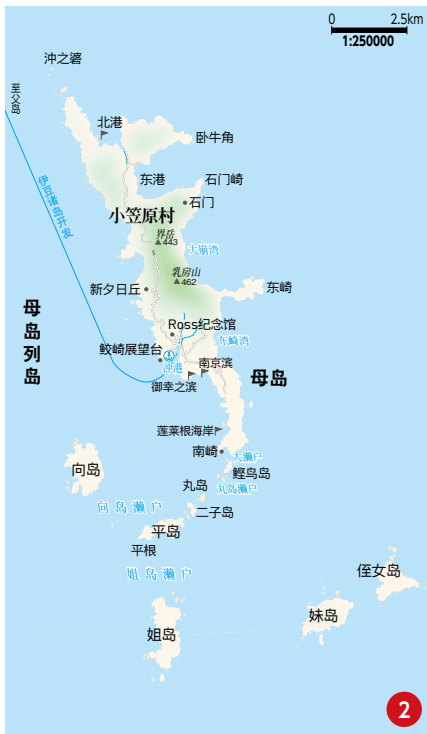 0 2.5km
1:250000
沖之簪
至父岛
北港
卧牛角
伊豆诸岛开发
东港
石门崎
石门
小笠原村
界岳
443
大崩湾
乳房山
462
新夕日丘
东崎
母岛列岛
Ross纪念馆
东崎湾
鲛崎展望台
沖港
南京滨
母岛
御幸之滨
莲莱根海岸
南崎
大濑户
向岛
鲣鸟岛
丸岛
丸岛濑户
向岛濑户
二子岛
平岛
平根
姐岛濑户
侄女岛
妹岛
姐岛
2